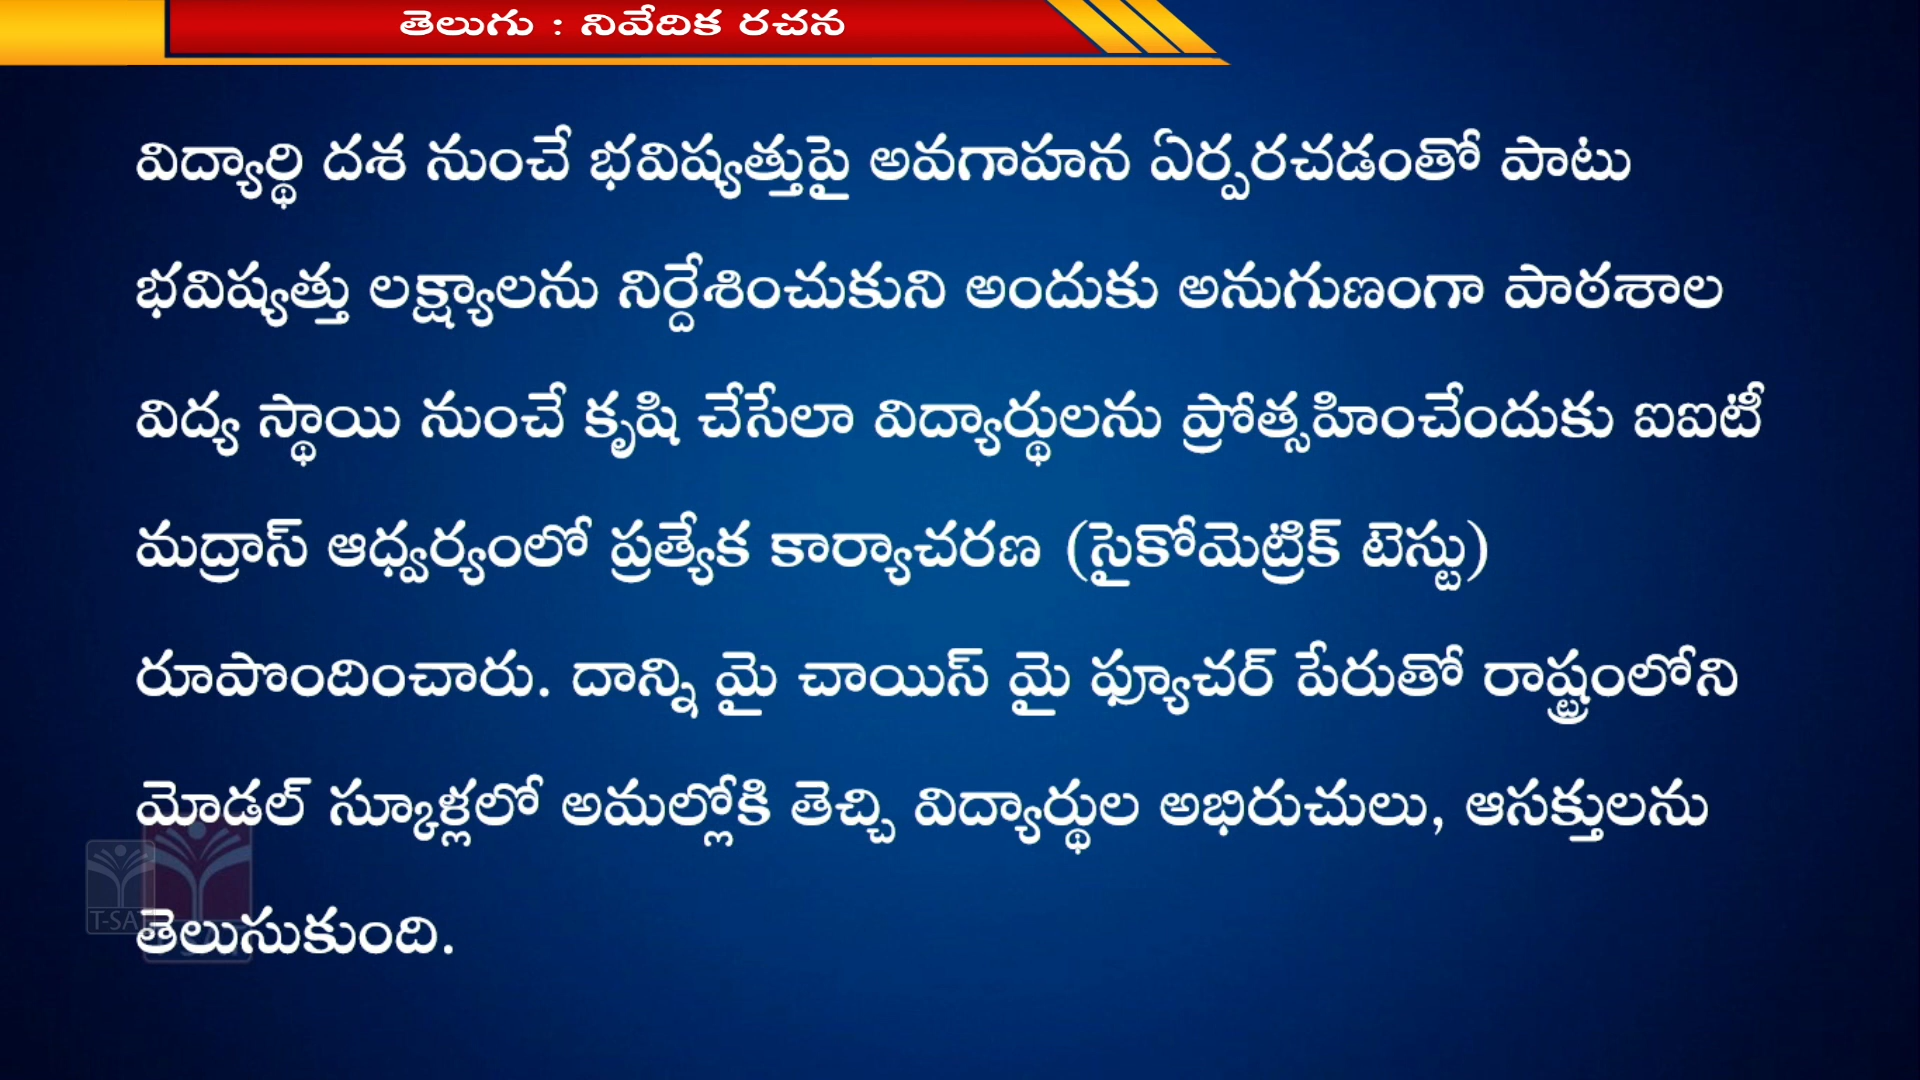 తెలుగు : నివేదిక రచన
విద్యార్థి దశ నుంచే భవిష్యత్తుపై అవగాహన ఏర్పరచడంతో పాటు
భవిష్యత్తు లక్ష్యాలను నిర్దేశించుకుని అందుకు అనుగుణంగా పాఠశాల
విద్య స్థాయి నుంచే కృషి చేసేలా విద్యార్థులను ప్రోత్సహించేందుకు ఐఐటీ
మద్రాస్ ఆధ్వర్యంలో ప్రత్యేక కార్యాచరణ (సైకోమెట్రిక్ టెస్టు)
రూపొందించారు. దాన్ని మై చాయిస్ మై ఫ్యూచర్ పేరుతో రాష్ట్రంలోని
మోడల్ స్కూళ్లలో అమల్లోకి తెచ్చి విద్యార్థుల అభిరుచులు, ఆసక్తులను
తెలుసుకుంది.
T-SAT